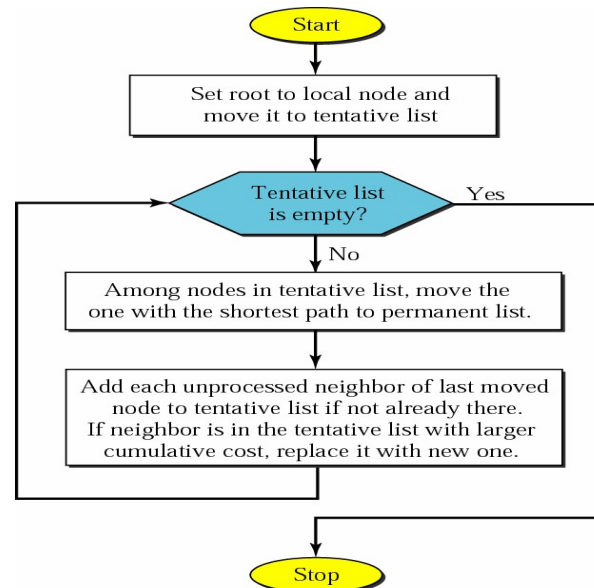 Start
Set root to local node and
move it to tentative list
Tentative list
is empty?
Yes
No
Among nodes in tentative list, move the
one with the shortest path to permanent list.
Add each unprocessed neighbor of last moved
node to tentative list if not already there.
If neighbor is in the tentative list with larger
cumulative cost, replace it with new one.
Stop